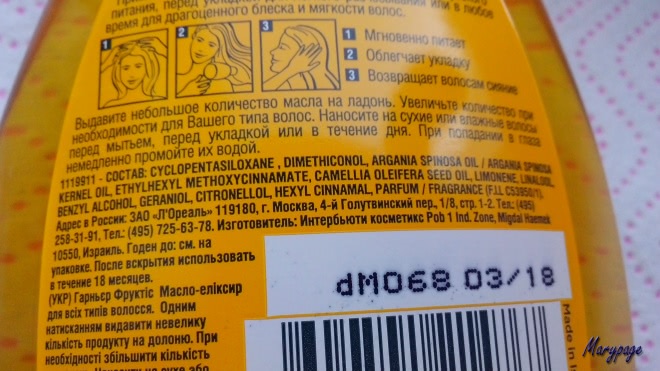 питания, перед укладкой
или в любое
время для драгоценного блеска и мягкости волос.
1
2
3
1 Мгновенно питает
2 Облегчает укладку
3 Возвращает волосам сияние
Выдавите небольшое количество масла на ладонь. Увеличьте количество при
необходимости для Вашего типа волос. Наносите на сухие или влажные волосы
перед мытьем, перед укладкой или в течение дня. При попадании в глаза
немедленно промойте их водой.
1119911 - СОСТАВ: CYCLOPENTASILOXANE , DIMETHICONOL, ARGANIA SPINOSA OIL / ARGANIA SPINOSA
KERNEL OIL, ETHYLHEXYL METHOXYCINNAMATE, CAMELLIA OLEIFERA SEED OIL, LIMONENE, LINALOOL,
BENZYL ALCOHOL, GERANIOL, CITRONELLOL, HEXYL CINNAMAL, PARFUM / FRAGRANCE (F.I.L C53950/1).
Адрес в России: ЗАО "Л'Ореаль" 119180, г. Москва, 4-й Голутвинский пер., 1/8, стр. 1-2. Тел.: (495)
258-31-91, Тел.: (495) 725-63-78. Изготовитель: Интербьюти косметикс Pob 1 Ind. Zone, Migdal Haemek
10550, Израиль. Годен до: см. на
упаковке. После вскрытия использовать
в течение 18 месяцев.
(УКР) Гарньєр Фруктіс Масло-еліксир
для всіх типів волосся. Одним
натисканням видавити невелику
кількість продукту на долоню. При
необхідності збільшити кількість
dM068 03/18
Made in
Marypage